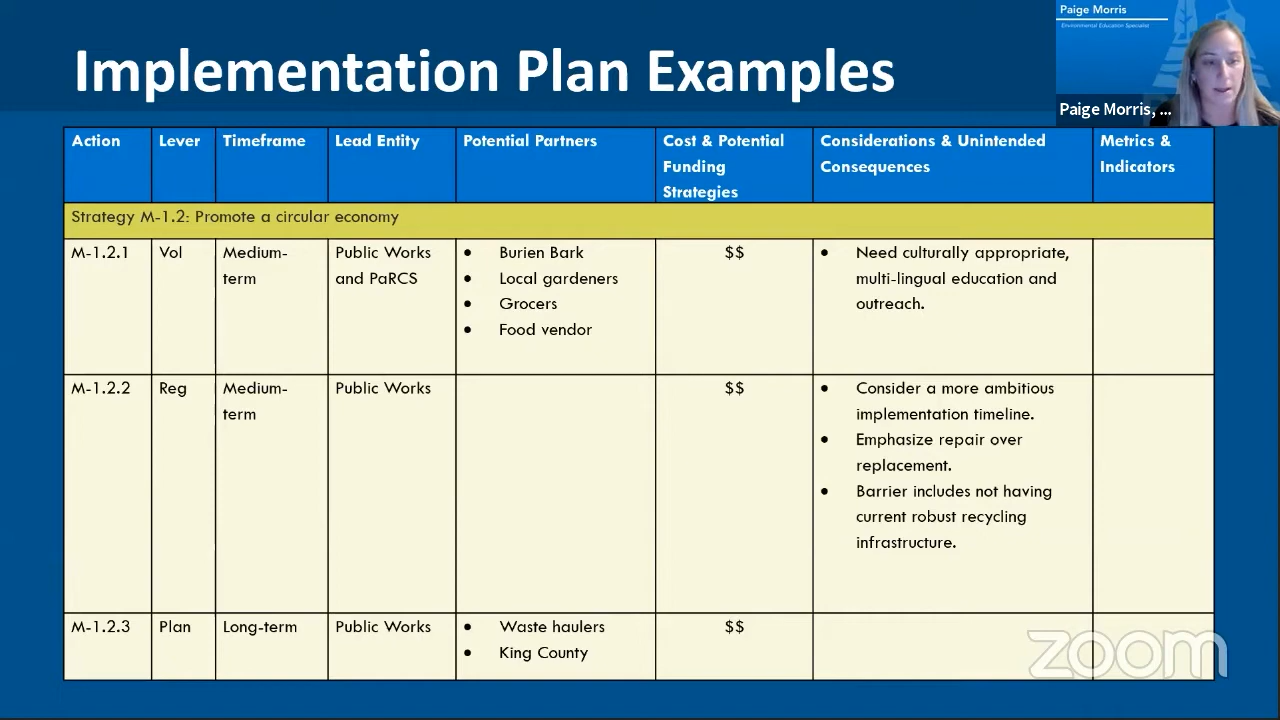 Paige Morris
Environmental Education Specialist
Paige Morris, ...
Implementation Plan Examples
Action
Lever
Timeframe
Lead Entity
Potential Partners
Cost & Potential
Funding
Strategies
Considerations & Unintended
Consequences
Metrics &
Indicators
Strategy M-1.2: Promote a circular economy
M-1.2.1
Vol
Medium-
term
Public Works
and PaRCS
• Burien Bark
• Local gardeners
• Grocers
• Food vendor
$$
• Need culturally appropriate,
multi-lingual education and
outreach.
M-1.2.2
Reg
Medium-
term
Public Works
$$
• Consider a more ambitious
implementation timeline.
• Emphasize repair over
replacement.
• Barrier includes not having
current robust recycling
infrastructure.
M-1.2.3
Plan
Long-term
Public Works
• Waste haulers
• King County
$$
zoom